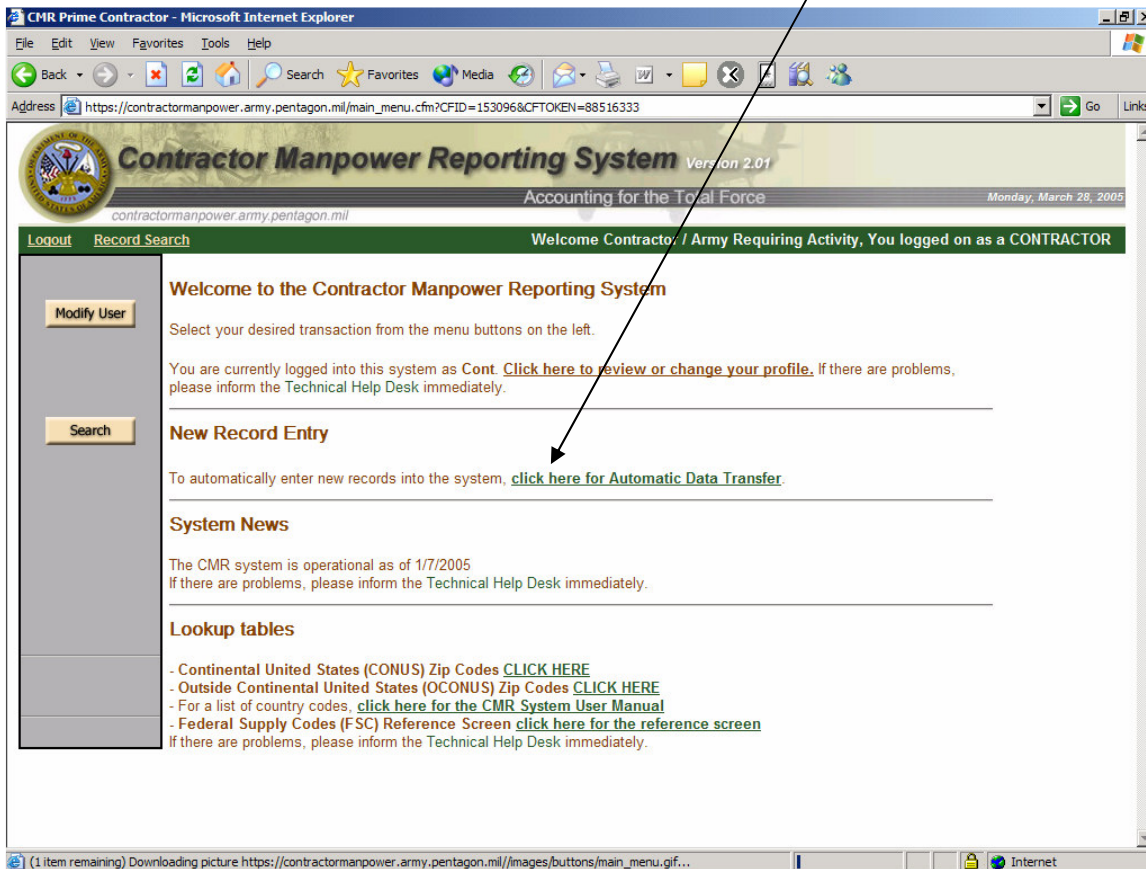 CMR Prime Contractor - Microsoft Internet Explorer
File Edit View Favorites Tools Help
Back Search Favorites Media
Address https://contractormanpower.army.pentagon.mil/main_menu.cfm?CFID=153096&CFTOKEN=88516333 Go Links
Contractor Manpower Reporting System Version 2.01
Accounting for the Total Force Monday, March 28, 2005
contractormanpower.army.pentagon.mil
Logout Record Search Welcome Contractor / Army Requiring Activity, You logged on as a CONTRACTOR
Modify User
Search
Welcome to the Contractor Manpower Reporting System
Select your desired transaction from the menu buttons on the left.
You are currently logged into this system as Cont. Click here to review or change your profile. If there are problems,
please inform the Technical Help Desk immediately.
New Record Entry
To automatically enter new records into the system, click here for Automatic Data Transfer.
System News
The CMR system is operational as of 1/7/2005
If there are problems, please inform the Technical Help Desk immediately.
Lookup tables
- Continental United States (CONUS) Zip Codes CLICK HERE
- Outside Continental United States (OCONUS) Zip Codes CLICK HERE
- For a list of country codes, click here for the CMR System User Manual
- Federal Supply Codes (FSC) Reference Screen click here for the reference screen
If there are problems, please inform the Technical Help Desk immediately.
(1 item remaining) Downloading picture https://contractormanpower.army.pentagon.mil//images/buttons/main_menu.gif... Internet